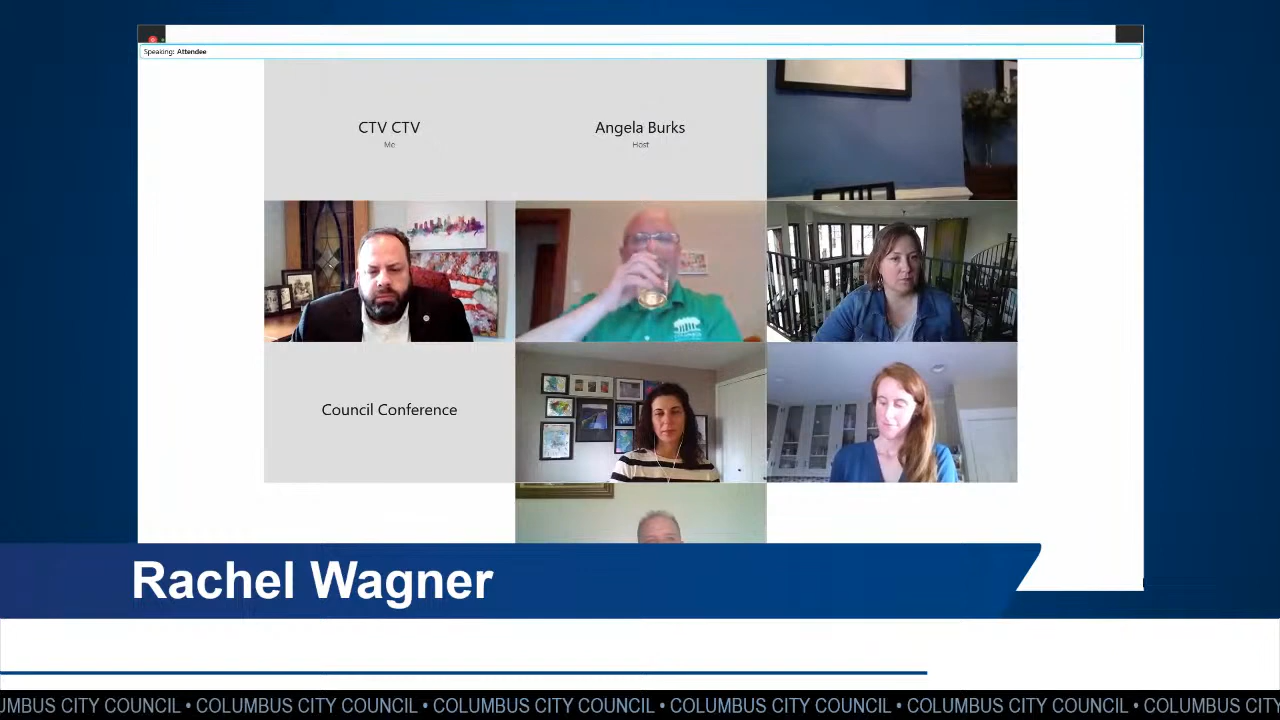 Speaking: Attendee
CTV CTV
Me
Angela Burks
Host
Council Conference
Rachel Wagner
UMBUS CITY COUNCIL • COLUMBUS CITY COUNCIL • COLUMBUS CITY COUNCIL • COLUMBUS CITY COUNCIL • COLUMBUS CITY COUNCIL • COLUMBUS CITY